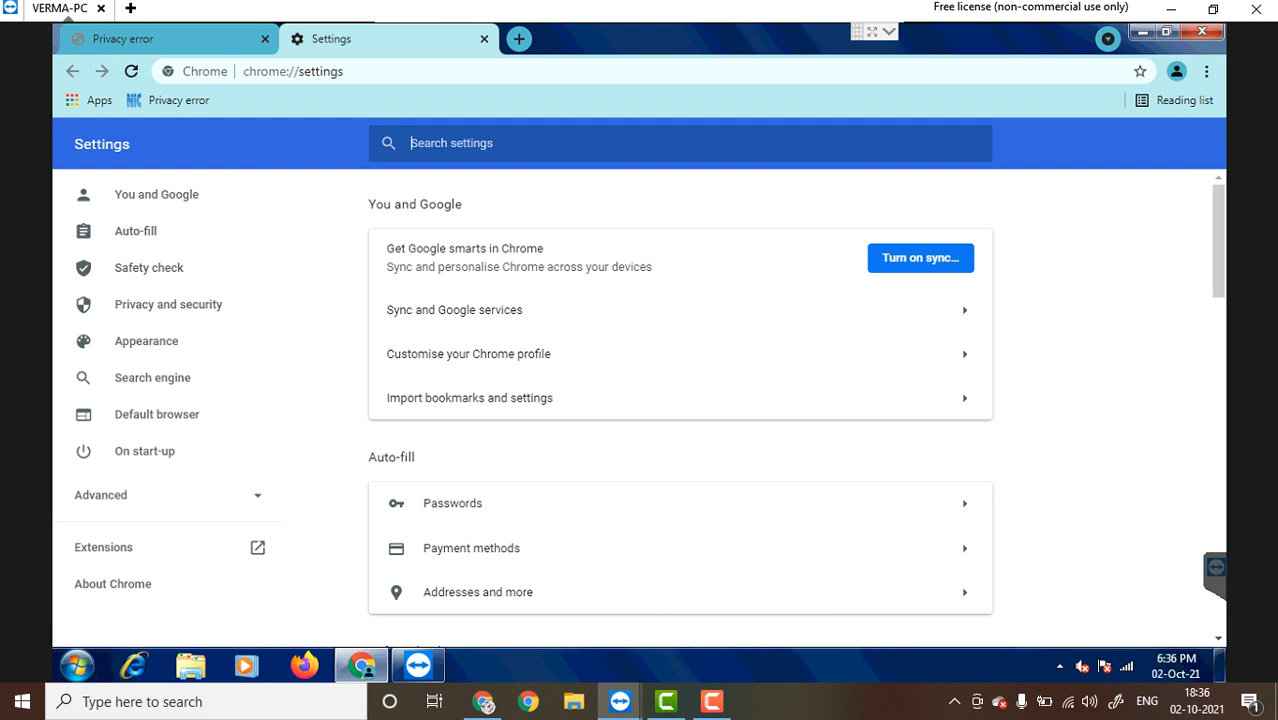 VERMA-PC
Free license (non-commercial use only)
Privacy error
Settings
Chrome
chrome://settings
Apps
NIC Privacy error
Reading list
Settings
Search settings
You and Google
Auto-fill
Safety check
Privacy and security
Appearance
Search engine
Default browser
On start-up
Advanced
Extensions
About Chrome
You and Google
Get Google smarts in Chrome
Sync and personalise Chrome across your devices
Turn on sync...
Sync and Google services
Customise your Chrome profile
Import bookmarks and settings
Auto-fill
Passwords
Payment methods
Addresses and more
6:36 PM
02-Oct-21
Type here to search
ENG
18:36
02-10-2021
1